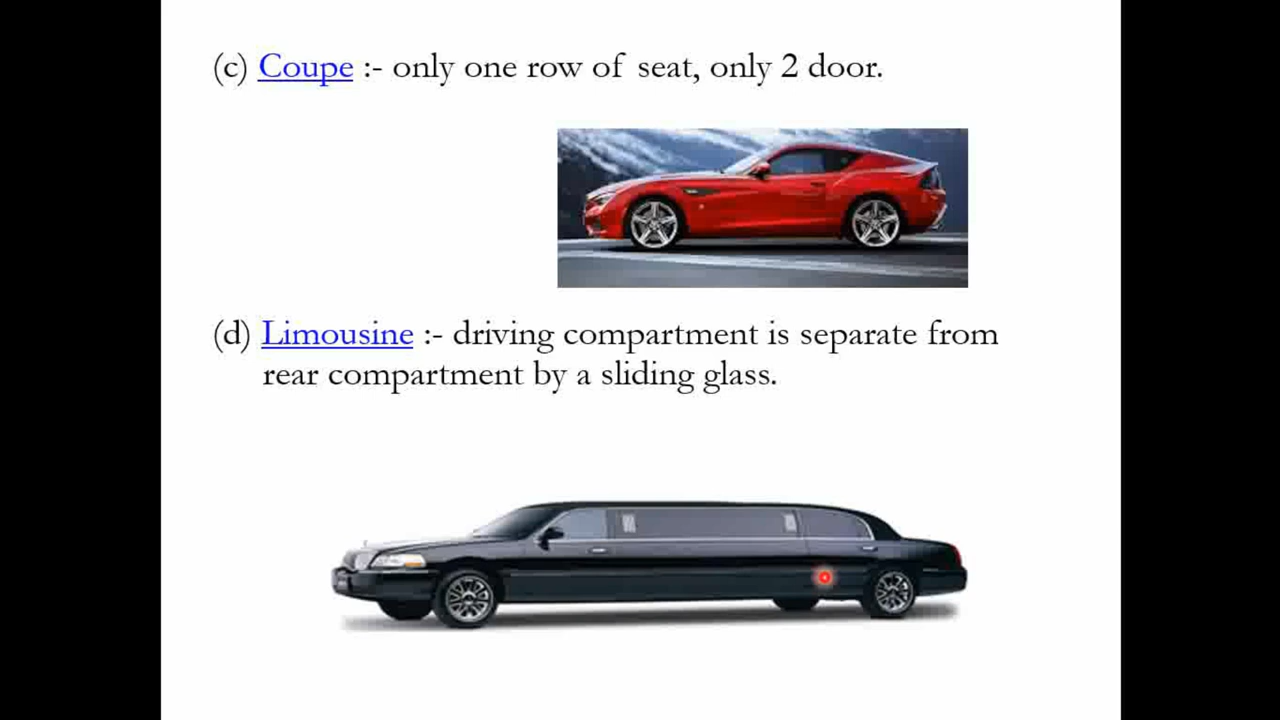 (c) Coupe :- only one row of seat, only 2 door.
(d) Limousine :- driving compartment is separate from
rear compartment by a sliding glass.